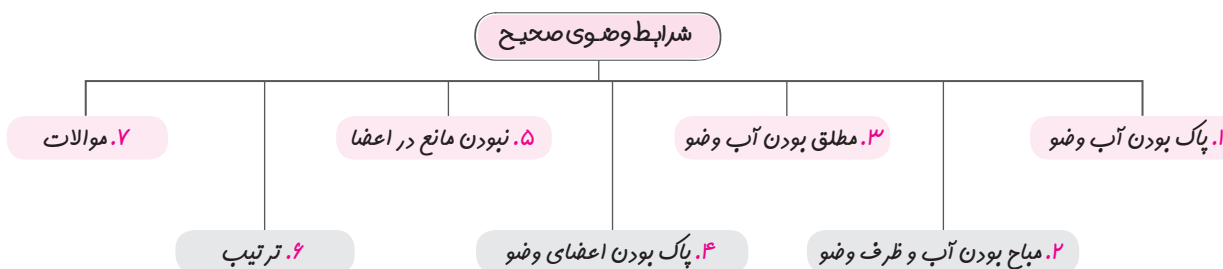 شرایط وضوی صحیح
۱. پاک بودن آب وضو
۲. مباح بودن آب و ظرف وضو
۳. مطلق بودن آب وضو
۴. پاک بودن اعضای وضو
۵. نبودن مانع در اعضا
۶. ترتیب
۷. موالات